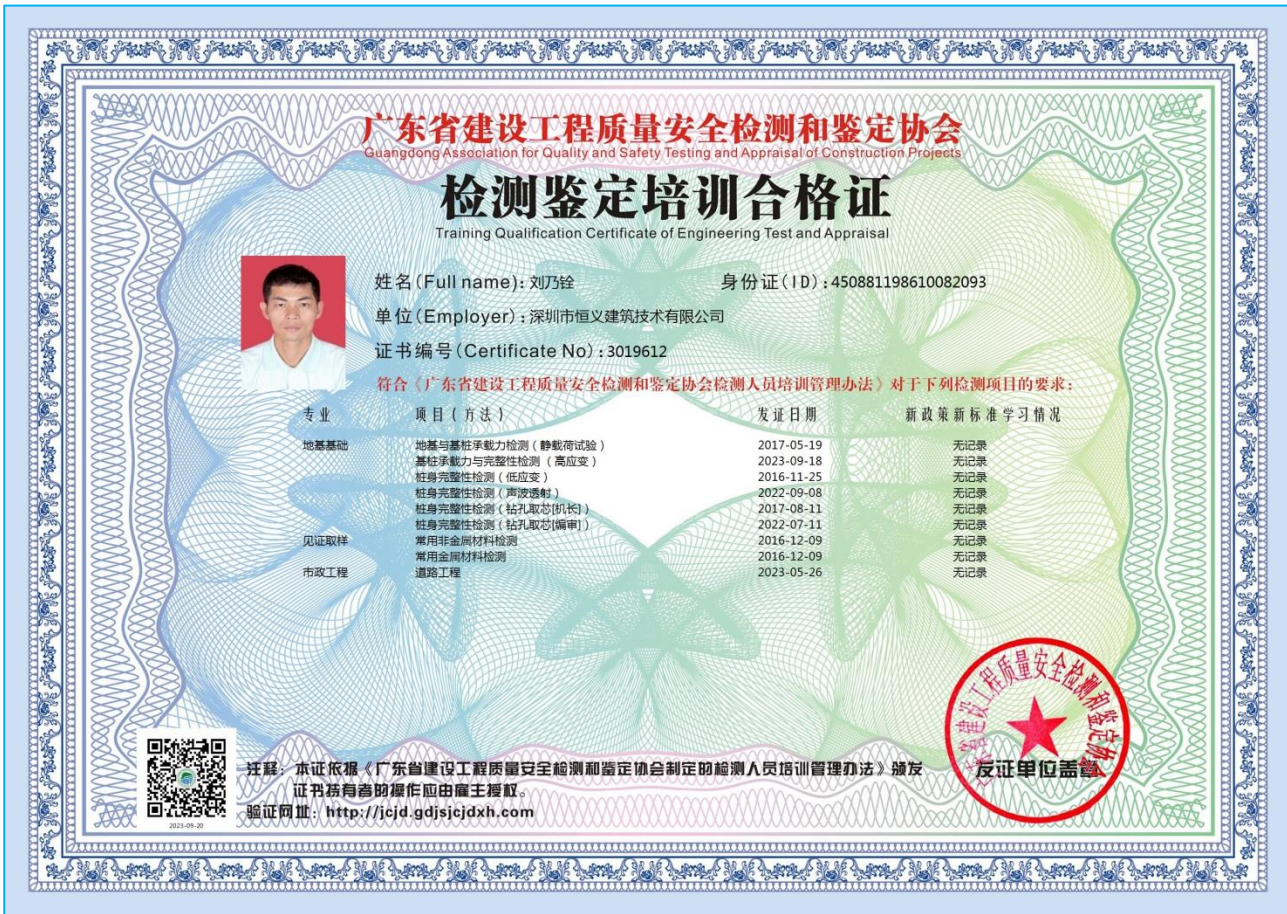 广东省建设工程质量安全检测和鉴定协会
Guangdong Association for Quality and Safety Testing and Appraisal of Construction Projects
检测鉴定培训合格证
Training Qualification Certificate of Engineering Test and Appraisal
姓名(Full name): 刘乃铨 身份证(ID): 450881198610082093
单位(Employer): 深圳市恒义建筑技术有限公司
证书编号(Certificate No): 3019612
符合《广东省建设工程质量安全检测和鉴定协会检测人员培训管理办法》对于下列检测项目的要求:
专业 项目(方法) 发证日期 新政策新标准学习情况
地基基础 地基与基桩承载力检测(静载荷试验) 2017-05-19 无记录
基桩承载力与完整性检测 (高应变) 2023-09-18 无记录
桩身完整性检测(低应变) 2016-11-25 无记录
桩身完整性检测(声波透射) 2022-09-08 无记录
桩身完整性检测(钻孔取芯[机长]) 2017-08-11 无记录
桩身完整性检测(钻孔取芯[编审]) 2022-07-11 无记录
见证取样 常用非金属材料检测 2016-12-09 无记录
常用金属材料检测 2016-12-09 无记录
市政工程 道路工程 2023-05-26 无记录
广东省建设工程质量安全检测和鉴定协会
发证单位盖章
注释: 本证依据《广东省建设工程质量安全检测和鉴定协会制定的检测人员培训管理办法》颁发
证书持有者的操作应由雇主授权。
验证网址: http://jcjd.gdjsjcjdxh.com
2023-09-20